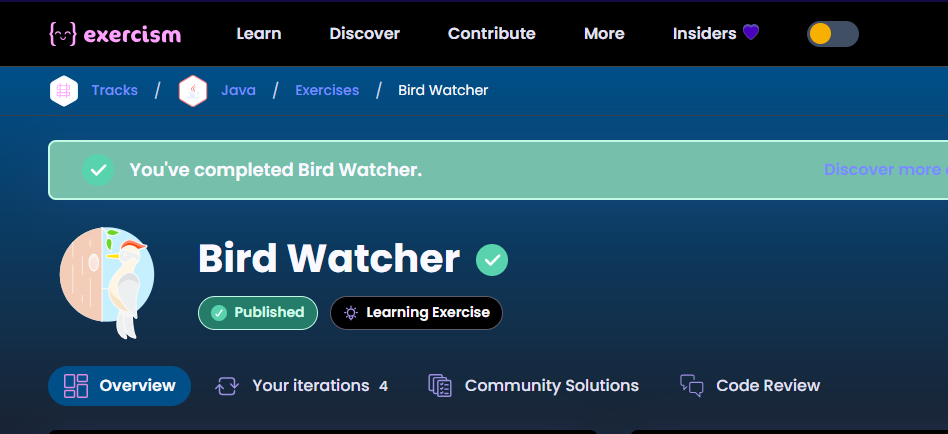 exercism Learn Discover Contribute More Insiders
Tracks / Java / Exercises / Bird Watcher
You've completed Bird Watcher. Discover more
Bird Watcher
Published Learning Exercise
Overview Your iterations 4 Community Solutions Code Review